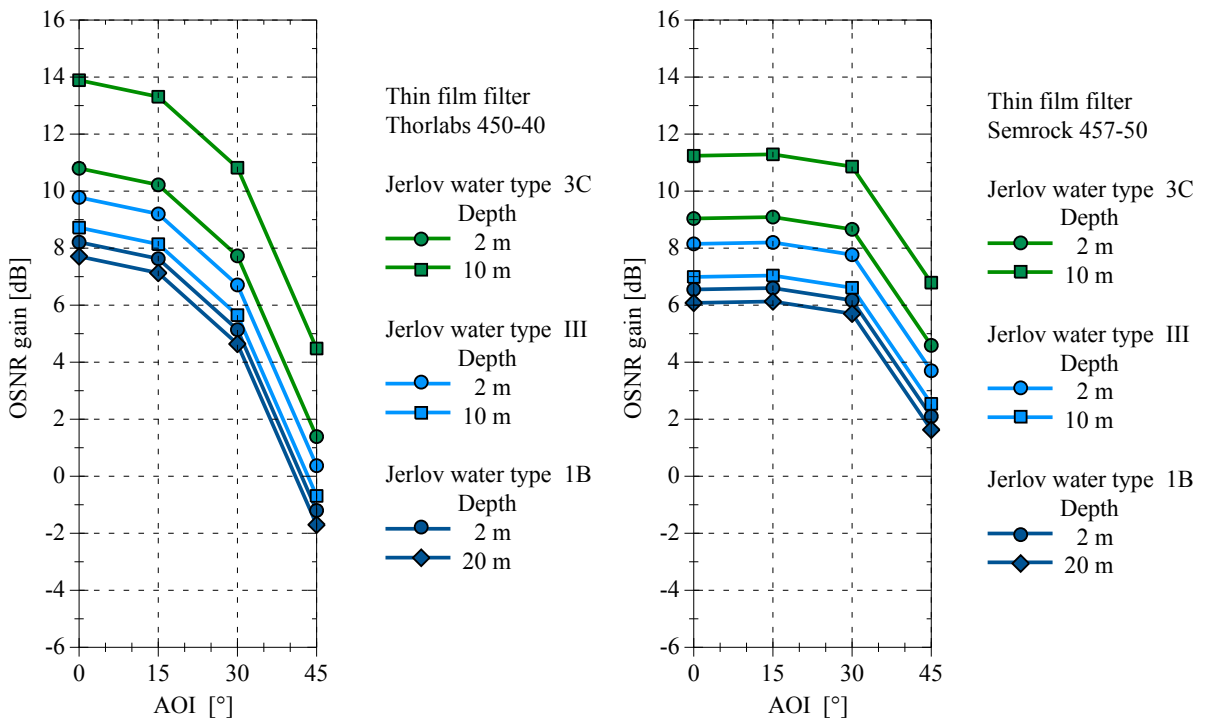 16
14
12
10
8
6
4
2
0
-2
-4
-6
OSNR gain [dB]
0 15 30 45
AOI [°]
Thin film filter
Thorlabs 450-40
Jerlov water type 3C
Depth
2 m
10 m
Jerlov water type III
Depth
2 m
10 m
Jerlov water type 1B
Depth
2 m
20 m
16
14
12
10
8
6
4
2
0
-2
-4
-6
OSNR gain [dB]
0 15 30 45
AOI [°]
Thin film filter
Semrock 457-50
Jerlov water type 3C
Depth
2 m
10 m
Jerlov water type III
Depth
2 m
10 m
Jerlov water type 1B
Depth
2 m
20 m